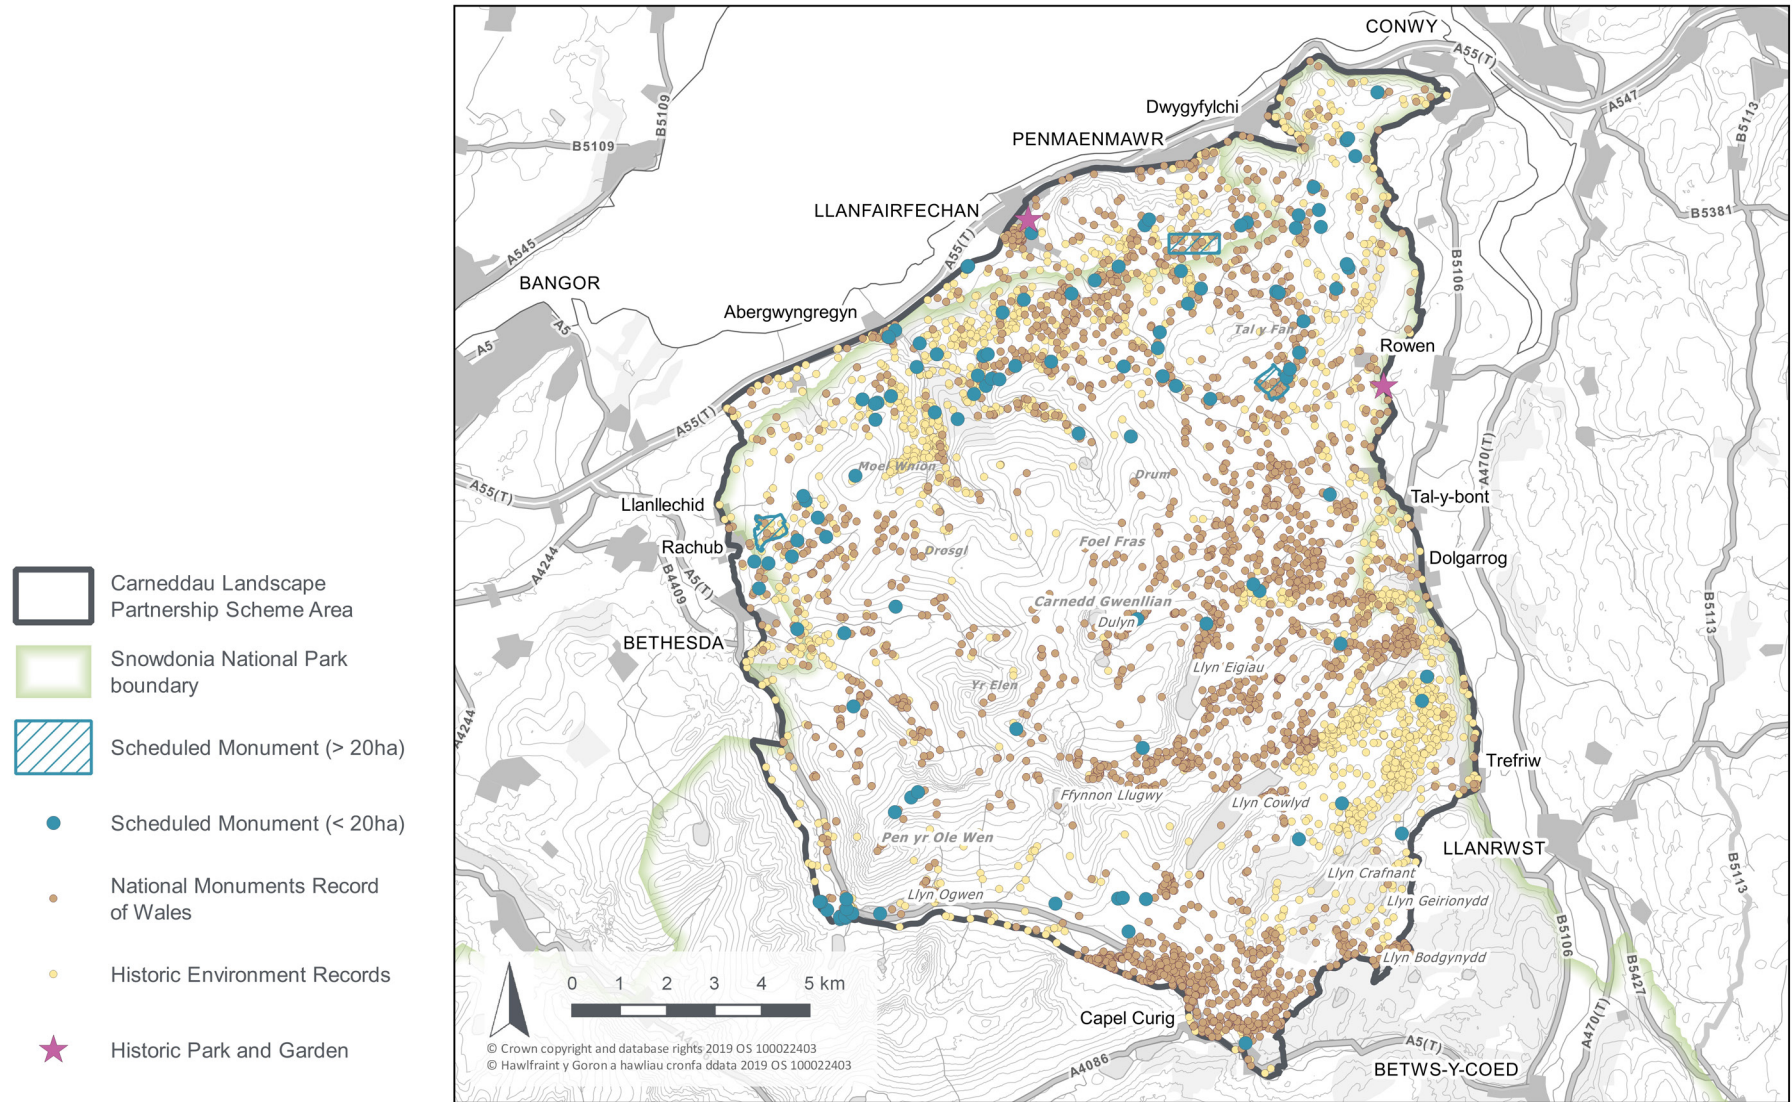 Carneddau Landscape
Partnership Scheme Area
Snowdonia National Park
boundary
Scheduled Monument (> 20ha)
Scheduled Monument (< 20ha)
National Monuments Record
of Wales
Historic Environment Records
Historic Park and Garden
CONWY
A55(T)
Dwygyfylchi
A547
B5113
B5109
B5109
PENMAENMAWR
LLANFAIRFECHAN
A55(T)
B5381
A545
B5106
BANGOR
A5
A5
Abergwyngregyn
Tal y Fan
Rowen
A55(T)
A470(T)
Moel Wnion
Drum
A55(T)
Tal-y-bont
Llanllechid
Rachub
Drosgl
Foel Fras
Dolgarrog
A4244
B4409
A5(T)
Carnedd Gwenllian
Dulyn
B5113
BETHESDA
Llyn Eigiau
Yr Elen
A4244
Trefriw
Ffynnon Llugwy
Llyn Cowlyd
Pen yr Ole Wen
LLANRWST
Llyn Crafnant
B5113
Llyn Ogwen
Llyn Geirionydd
B5106
Llyn Bodgynydd
B5427
0 1 2 3 4 5 km
Capel Curig
A470(T)
A5(T)
© Crown copyright and database rights 2019 OS 100022403
© Hawlfraint y Goron a hawliau cronfa ddata 2019 OS 100022403
A4086
BETWS-Y-COED